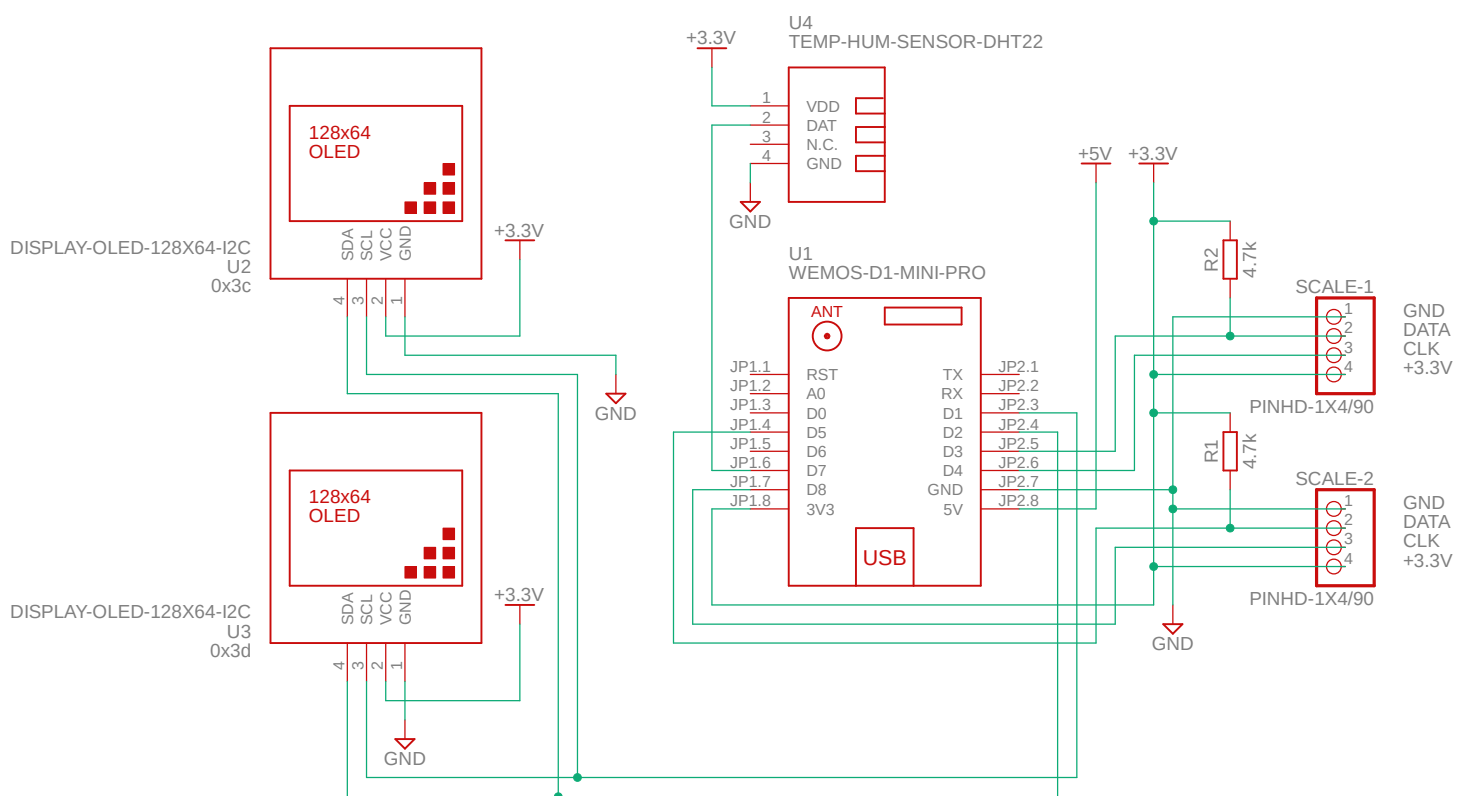 U4
TEMP-HUM-SENSOR-DHT22
+3.3V
1
2
3
4
VDD
DAT
N.C.
GND
GND
128x64
OLED
SDA
SCL
VCC
GND
4
3
2
1
+3.3V
DISPLAY-OLED-128X64-I2C
U2
0x3c
GND
+5V
+3.3V
R2
4.7k
U1
WEMOS-D1-MINI-PRO
ANT
JP1.1
JP1.2
JP1.3
JP1.4
JP1.5
JP1.6
JP1.7
JP1.8
RST
A0
D0
D5
D6
D7
D8
3V3
TX
RX
D1
D2
D3
D4
GND
5V
JP2.1
JP2.2
JP2.3
JP2.4
JP2.5
JP2.6
JP2.7
JP2.8
USB
SCALE-1
1
2
3
4
GND
DATA
CLK
+3.3V
PINHD-1X4/90
R1
4.7k
SCALE-2
1
2
3
4
GND
DATA
CLK
+3.3V
PINHD-1X4/90
GND
128x64
OLED
SDA
SCL
VCC
GND
4
3
2
1
+3.3V
DISPLAY-OLED-128X64-I2C
U3
0x3d
GND